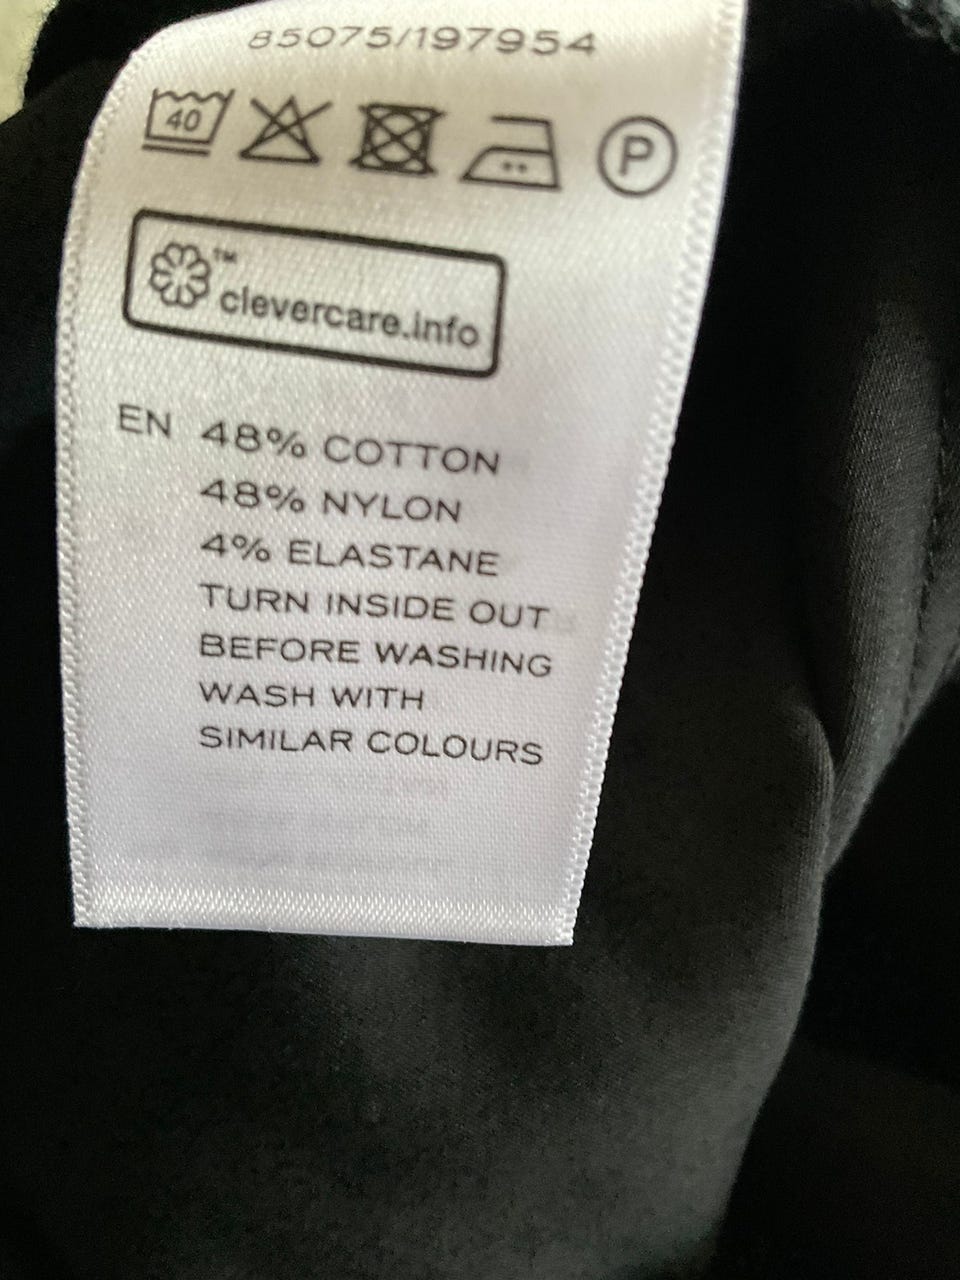 85075/197954
40 P
™
clevercare.info
EN 48% COTTON
48% NYLON
4% ELASTANE
TURN INSIDE OUT
BEFORE WASHING
WASH WITH
SIMILAR COLOURS